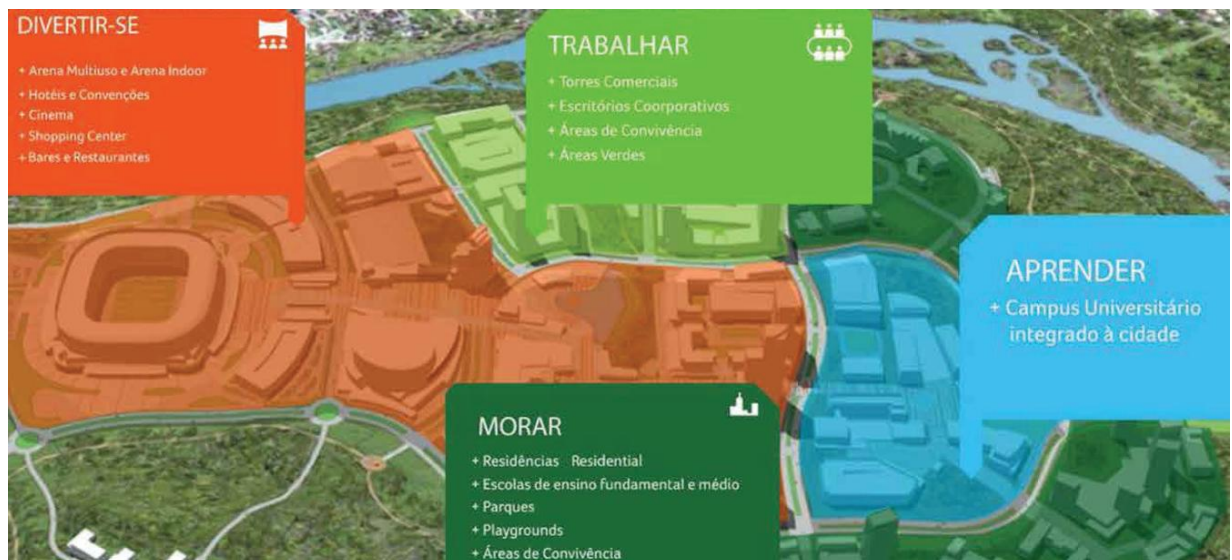 DIVERTIR-SE
+ Arena Multiuso e Arena Indoor
+ Hotéis e Convenções
+ Cinema
+ Shopping Center
+ Bares e Restaurantes
TRABALHAR
+ Torres Comerciais
+ Escritórios Coorporativos
+ Áreas de Convivência
+ Áreas Verdes
APRENDER
+ Campus Universitário
integrado à cidade
MORAR
+ Residências Residential
+ Escolas de ensino fundamental e médio
+ Parques
+ Playgrounds
+ Áreas de Convivência